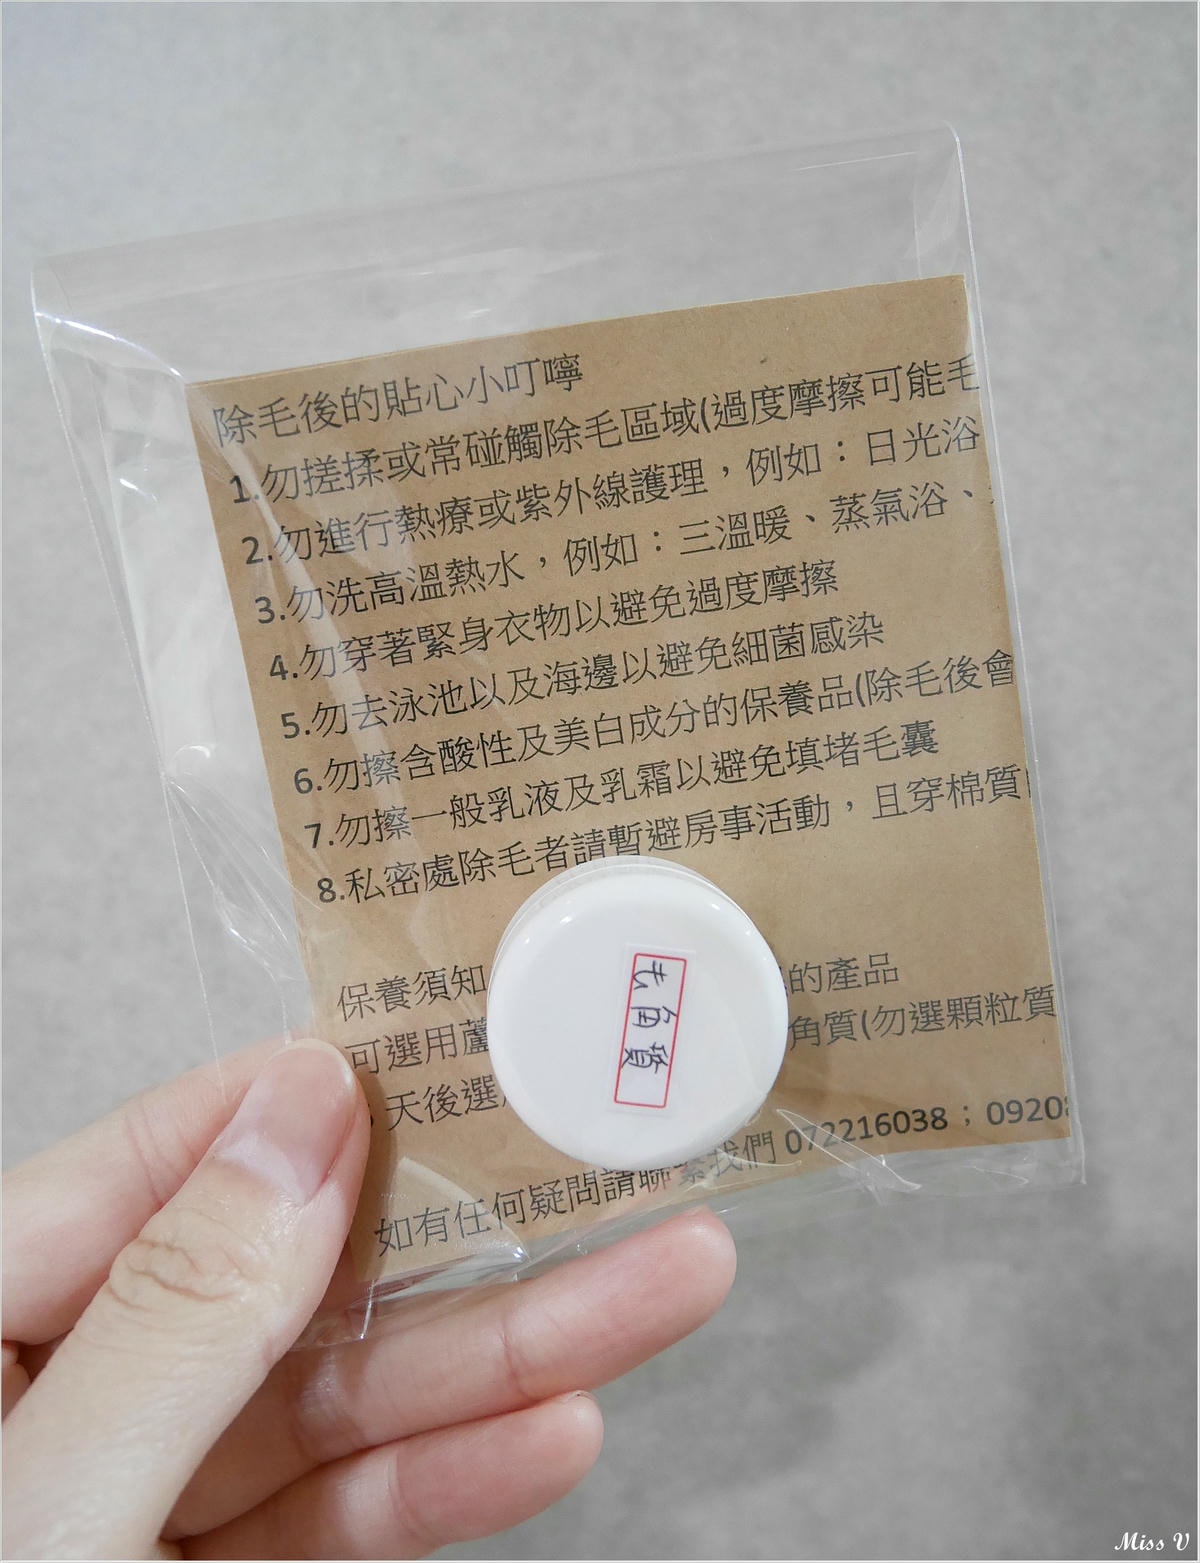 除毛後的貼心小叮嚀
1.勿搓揉或常碰觸除毛區域(過度摩擦可能毛
2.勿進行熱療或紫外線護理，例如：日光浴
3.勿洗高溫熱水，例如：三溫暖、蒸氣浴、
4.勿穿著緊身衣物以避免過度摩擦
5.勿去泳池以及海邊以避免細菌感染
6.勿擦含酸性及美白成分的保養品(除毛後會
7.勿擦一般乳液及乳霜以避免填堵毛囊
8.私密處除毛者請暫避房事活動，且穿棉質
保養須知 的產品
可選用蘆 角質(勿選顆粒質
天後選
如有任何疑問請聯繫我們 072216038；09208
去角質
Miss V